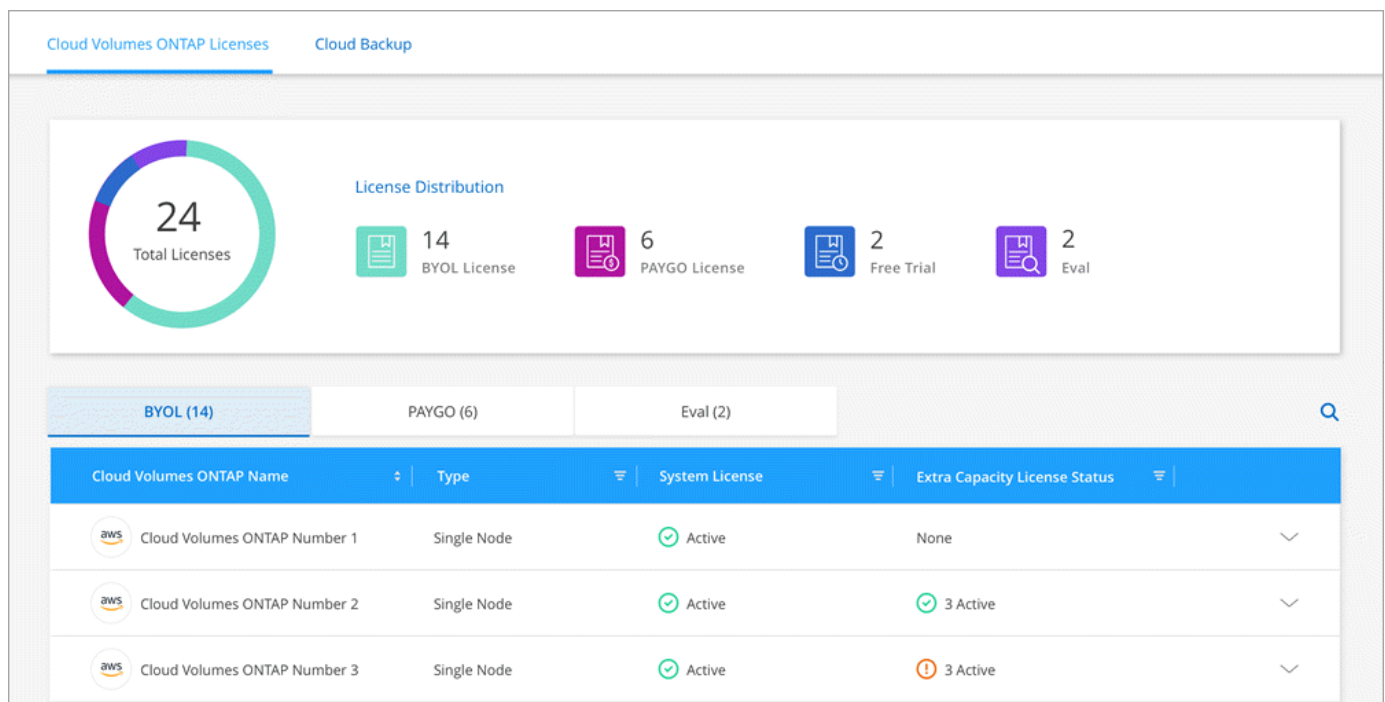 Cloud Volumes ONTAP Licenses Cloud Backup
24
Total Licenses
License Distribution
14
BYOL License
6
PAYGO License
2
Free Trial
2
Eval
BYOL (14) PAYGO (6) Eval (2)
Cloud Volumes ONTAP Name Type System License Extra Capacity License Status
aws Cloud Volumes ONTAP Number 1 Single Node Active None
aws Cloud Volumes ONTAP Number 2 Single Node Active 3 Active
aws Cloud Volumes ONTAP Number 3 Single Node Active 3 Active